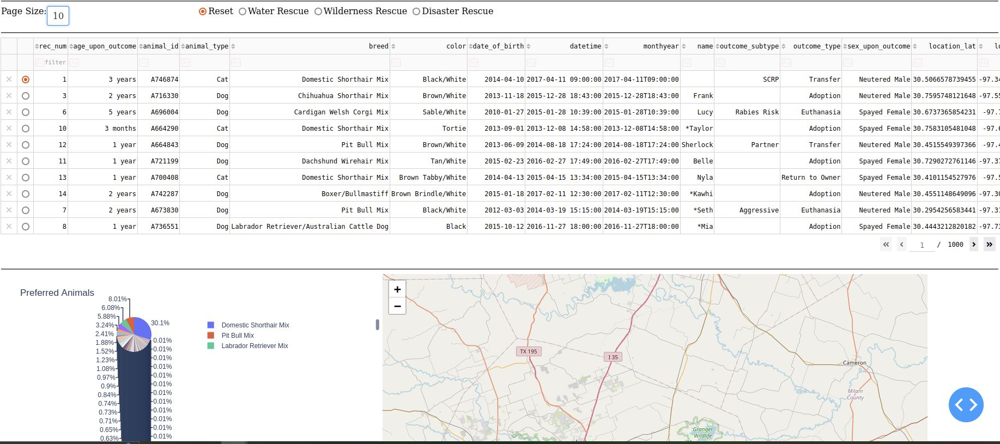 Page Size: 10 Reset Water Rescue Wilderness Rescue Disaster Rescue
rec_num age_upon_outcome animal_id animal_type breed color date_of_birth datetime monthyear name outcome_subtype outcome_type sex_upon_outcome location_lat
filter
1 3 years A746874 Cat Domestic Shorthair Mix Black/White 2014-04-10 2017-04-11 09:00:00 2017-04-11T09:00:00 SCRP Transfer Neutered Male 30.5066578739455 -97.34
3 2 years A716330 Dog Chihuahua Shorthair Mix Brown/White 2013-11-18 2015-12-28 18:43:00 2015-12-28T18:43:00 Frank Adoption Neutered Male 30.7595748121648 -97.55
6 5 years A696004 Dog Cardigan Welsh Corgi Mix Sable/White 2010-01-27 2015-01-28 10:39:00 2015-01-28T10:39:00 Lucy Rabies Risk Euthanasia Spayed Female 30.6737365854231 -97.7
10 3 months A664290 Cat Domestic Shorthair Mix Tortie 2013-09-01 2013-12-08 14:58:00 2013-12-08T14:58:00 *Taylor Adoption Spayed Female 30.7583105481048 -97.6
12 1 year A664843 Dog Pit Bull Mix Brown/White 2013-06-09 2014-08-18 17:24:00 2014-08-18T17:24:00 Sherlock Partner Transfer Neutered Male 30.4515549397366 -97.4
11 1 year A721199 Dog Dachshund Wirehair Mix Tan/White 2015-02-23 2016-02-27 17:49:00 2016-02-27T17:49:00 Belle Adoption Spayed Female 30.7290272761146 -97.37
13 1 year A700408 Cat Domestic Shorthair Mix Brown Tabby/White 2014-04-13 2015-04-15 13:34:00 2015-04-15T13:34:00 Nyla Return to Owner Spayed Female 30.4101154527976 -97.5
14 2 years A742287 Dog Boxer/Bullmastiff Brown Brindle/White 2015-01-18 2017-02-11 12:30:00 2017-02-11T12:30:00 *Kawhi Adoption Neutered Male 30.4551148649096 -97.30
7 2 years A673830 Dog Pit Bull Mix Black/White 2012-03-03 2014-03-19 15:15:00 2014-03-19T15:15:00 *Seth Aggressive Euthanasia Neutered Male 30.2954256583441 -97.31
8 1 year A736551 Dog Labrador Retriever/Australian Cattle Dog Black 2015-10-12 2016-11-27 18:00:00 2016-11-27T18:00:00 *Mia Adoption Spayed Female 30.4443212820182 -97.73
« ‹ 1 / 1000 › »
Preferred Animals
8.01%
6.08%
5.88%
3.24%
2.41%
1.88%
1.52%
1.23%
1.08%
0.97%
0.9%
0.84%
0.74%
0.73%
0.71%
0.65%
0.63%
30.1%
0.01%
0.01%
0.01%
0.01%
0.01%
0.01%
0.01%
0.01%
0.01%
0.01%
0.01%
0.01%
Domestic Shorthair Mix
Pit Bull Mix
Labrador Retriever Mix
+
−
TX 195
I 35
Cameron
Milam
County
Granger
Wildlife